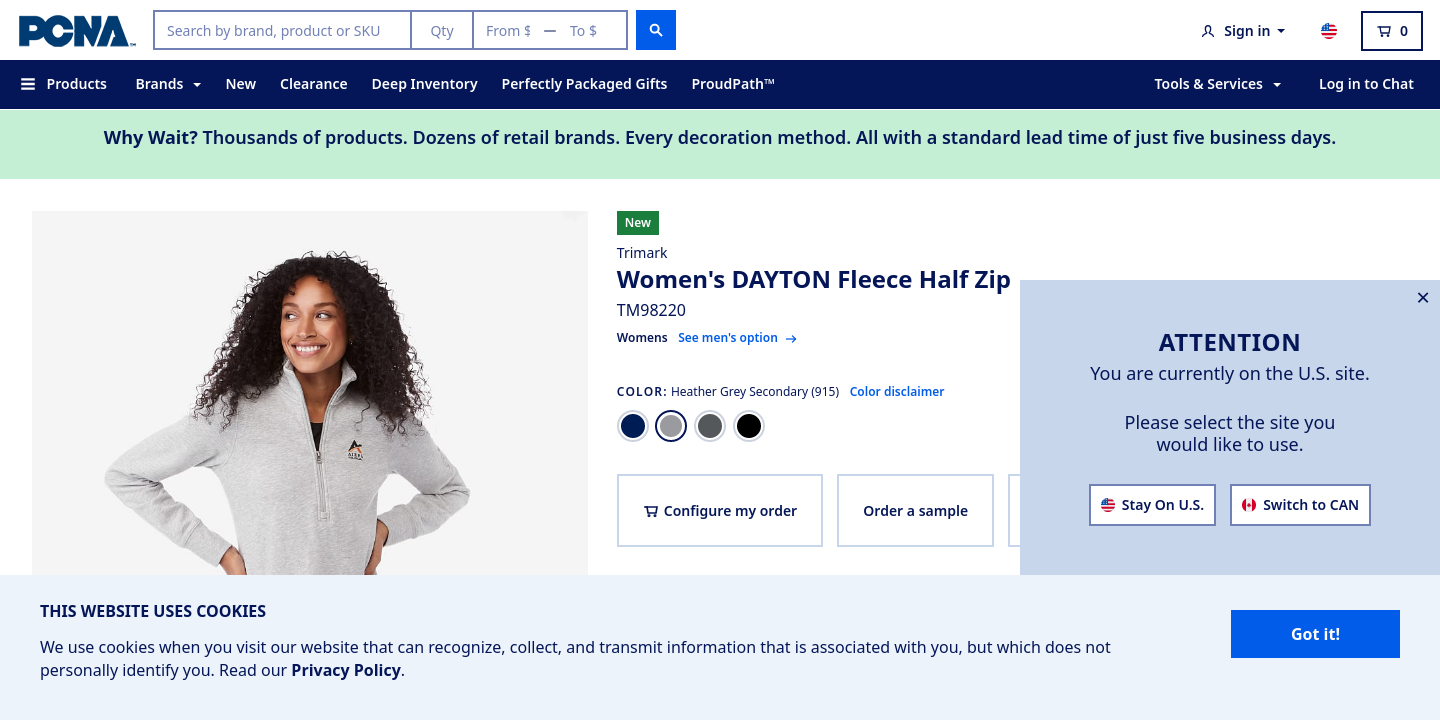 PCNA
Search by brand, product or SKU
Qty
From $ — To $
Sign in
0
Products
Brands
New
Clearance
Deep Inventory
Perfectly Packaged Gifts
ProudPath™
Tools & Services
Log in to Chat
Why Wait? Thousands of products. Dozens of retail brands. Every decoration method. All with a standard lead time of just five business days.
New
Trimark
Women's DAYTON Fleece Half Zip
TM98220
Womens See men's option →
COLOR: Heather Grey Secondary (915) Color disclaimer
Configure my order
Order a sample
ATTENTION
You are currently on the U.S. site.
Please select the site you
would like to use.
Stay On U.S.
Switch to CAN
THIS WEBSITE USES COOKIES
We use cookies when you visit our website that can recognize, collect, and transmit information that is associated with you, but which does not
personally identify you. Read our Privacy Policy.
Got it!